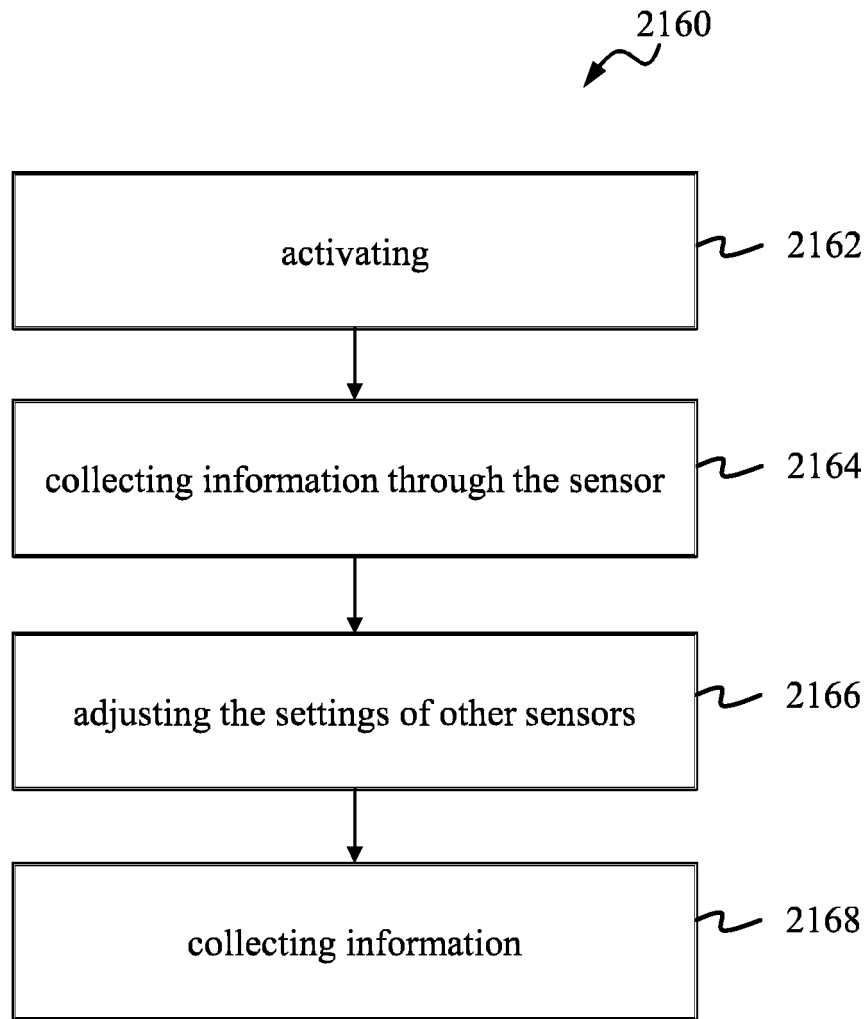 2160
activating
2162
collecting information through the sensor
2164
adjusting the settings of other sensors
2166
collecting information
2168